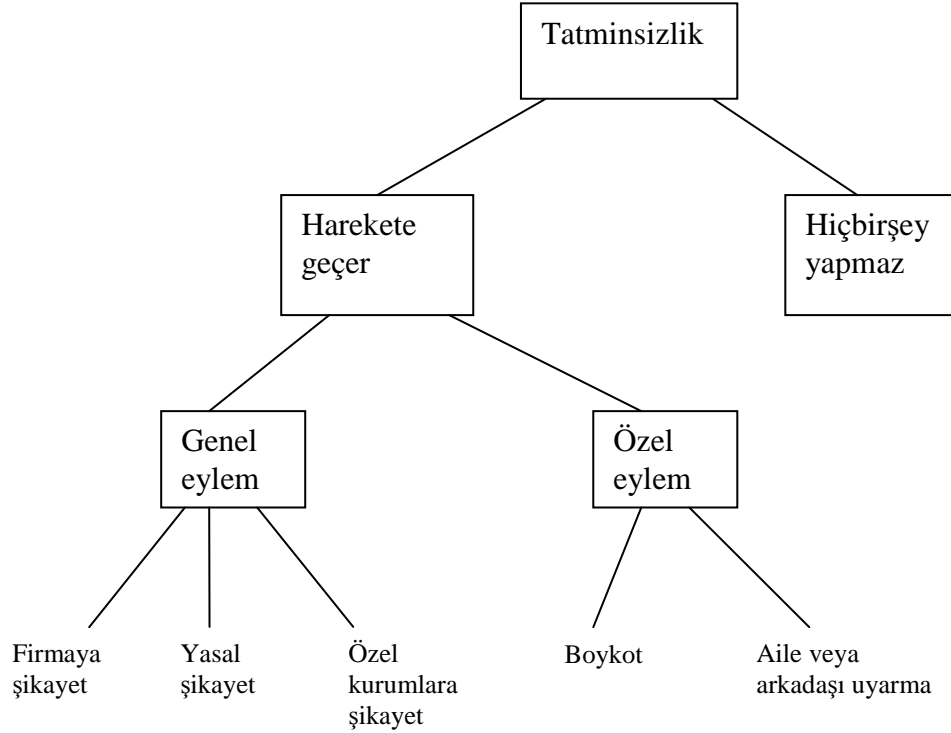 Tatminsizlik
Harekete
geçer
Hiçbirşey
yapmaz
Genel
eylem
Özel
eylem
Firmaya
şikayet
Yasal
şikayet
Özel
kurumlara
şikayet
Boykot
Aile veya
arkadaşı uyarma